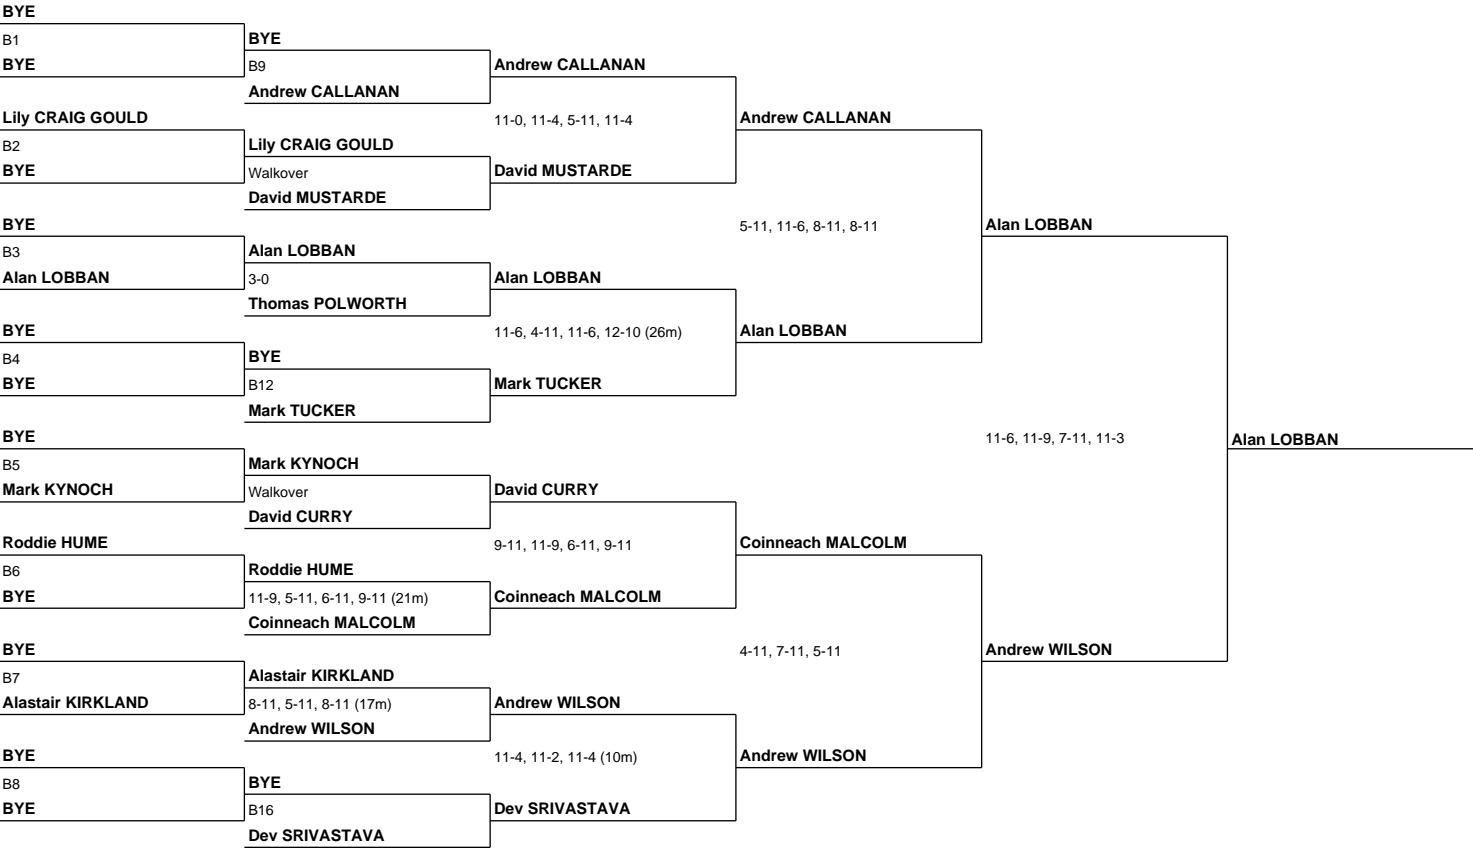 BYE
B1
BYE
BYE
B9
Andrew CALLANAN
Andrew CALLANAN
11-0, 11-4, 5-11, 11-4
Andrew CALLANAN
Lily CRAIG GOULD
B2
BYE
Lily CRAIG GOULD
Walkover
David MUSTARDE
David MUSTARDE
5-11, 11-6, 8-11, 8-11
Alan LOBBAN
BYE
B3
Alan LOBBAN
Alan LOBBAN
3-0
Thomas POLWORTH
Alan LOBBAN
11-6, 4-11, 11-6, 12-10 (26m)
Alan LOBBAN
BYE
B4
BYE
BYE
B12
Mark TUCKER
Mark TUCKER
11-6, 11-9, 7-11, 11-3
Alan LOBBAN
BYE
B5
Mark KYNOCH
Mark KYNOCH
Walkover
David CURRY
David CURRY
9-11, 11-9, 6-11, 9-11
Coinneach MALCOLM
Roddie HUME
B6
BYE
Roddie HUME
11-9, 5-11, 6-11, 9-11 (21m)
Coinneach MALCOLM
Coinneach MALCOLM
4-11, 7-11, 5-11
Andrew WILSON
BYE
B7
Alastair KIRKLAND
Alastair KIRKLAND
8-11, 5-11, 8-11 (17m)
Andrew WILSON
Andrew WILSON
11-4, 11-2, 11-4 (10m)
Andrew WILSON
BYE
B8
BYE
BYE
B16
Dev SRIVASTAVA
Dev SRIVASTAVA